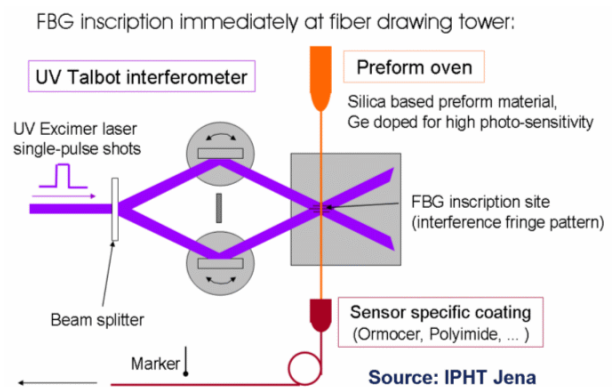 FBG inscription immediately at fiber drawing tower:
UV Talbot interferometer
Preform oven
Silica based preform material,
Ge doped for high photo-sensitivity
UV Excimer laser
single-pulse shots
FBG inscription site
(interference fringe pattern)
Beam splitter
Sensor specific coating
(Ormocer, Polyimide, ... )
Marker
Source: IPHT Jena